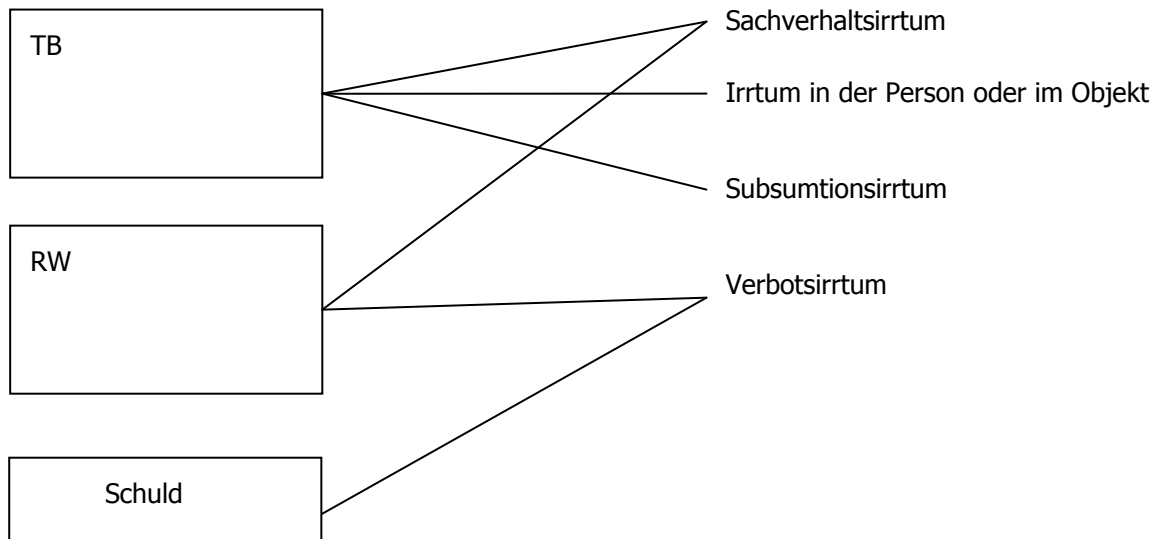 TB
Sachverhaltsirrtum
Irrtum in der Person oder im Objekt
Subsumtionsirrtum
RW
Verbotsirrtum
Schuld